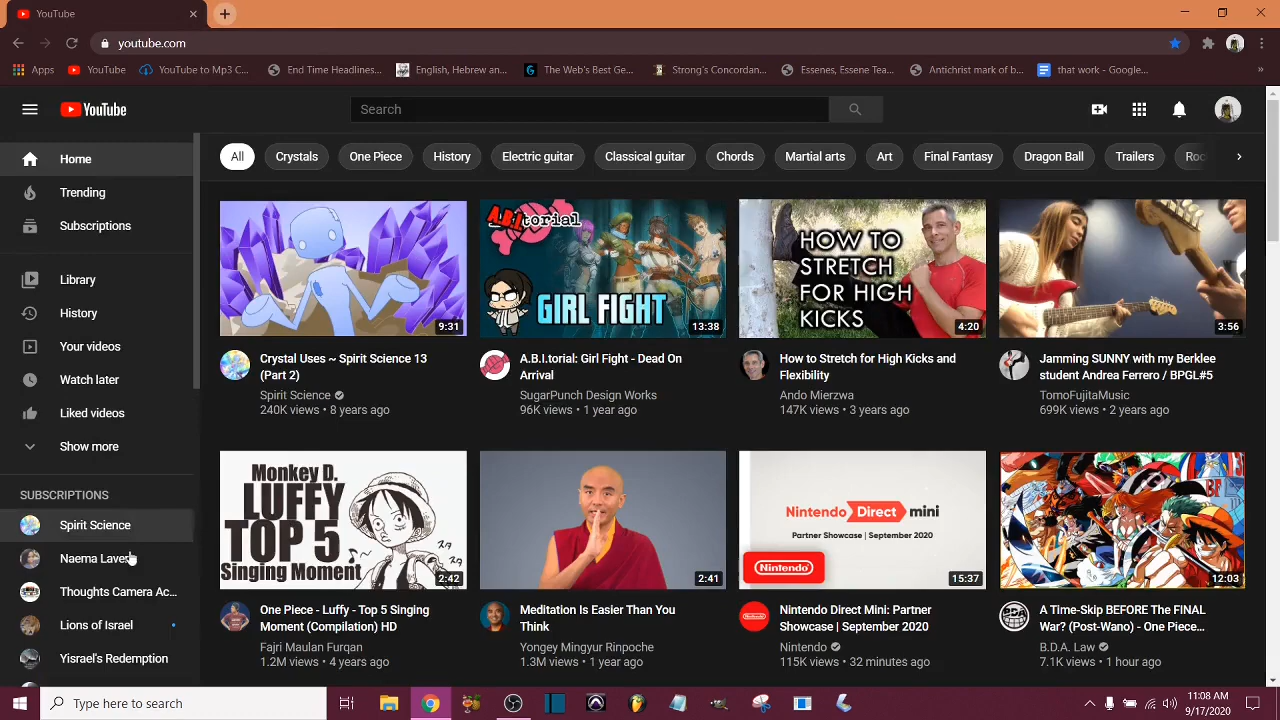 YouTube
youtube.com
Apps
YouTube
YouTube to Mp3 C...
End Time Headlines...
English, Hebrew an...
The Web's Best Ge...
Strong's Concordan...
Essenes, Essene Tea...
Antichrist mark of b...
that work - Google...
YouTube
Search
Home
Trending
Subscriptions
Library
History
Your videos
Watch later
Liked videos
Show more
SUBSCRIPTIONS
Spirit Science
Thoughts Camera Ac...
ions of Israel
Yisrael's Redemption
All
Crystals
One Piece
History
Electric guitar
Classical guitar
Chords
Martial arts
Art
Final Fantasy
Dragon Ball
Trailers
Roc
9:31
Crystal Uses ~ Spirit Science 13
(Part 2)
Spirit Science
240K views • 8 years ago
A.B.I.torial
GIRL FIGHT
13:38
A.B.I.torial: Girl Fight - Dead On
Arrival
SugarPunch Design Works
96K views • 1 year ago
HOW TO
STRETCH
FOR HIGH
KICKS
4:20
How to Stretch for High Kicks and
Flexibility
Ando Mierzwa
147K views • 3 years ago
3:56
Jamming SUNNY with my Berklee
student Andrea Ferrero / BPGL#5
TomoFujitaMusic
699K views • 2 years ago
Monkey D.
LUFFY
TOP 5
Singing Moment
2:42
One Piece - Luffy - Top 5 Singing
Moment (Compilation) HD
Fajri Maulan Furqan
1.2M views • 4 years ago
2:41
Meditation Is Easier Than You
Think
Yongey Mingyur Rinpoche
1.3M views • 1 year ago
Nintendo Direct mini
Partner Showcase | September 2020
Nintendo
15:37
Nintendo Direct Mini: Partner
Showcase | September 2020
Nintendo
115K views • 32 minutes ago
12:03
A Time-Skip BEFORE The FiNAL
War? (Post-Wano) - One Piece...
B.D.A. Law
7.1K views • 1 hour ago
Type here to search
11:08 AM
9/17/2020